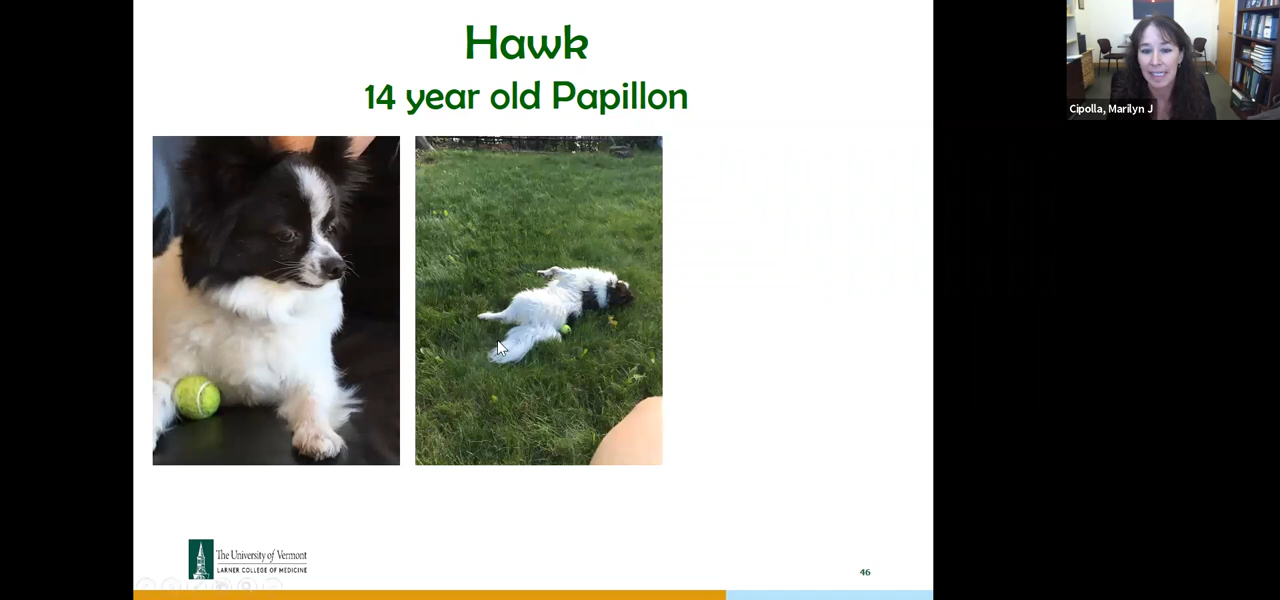 Hawk
14 year old Papillon
Cipolla, Marilyn J
The University of Vermont
LARNER COLLEGE OF MEDICINE
46